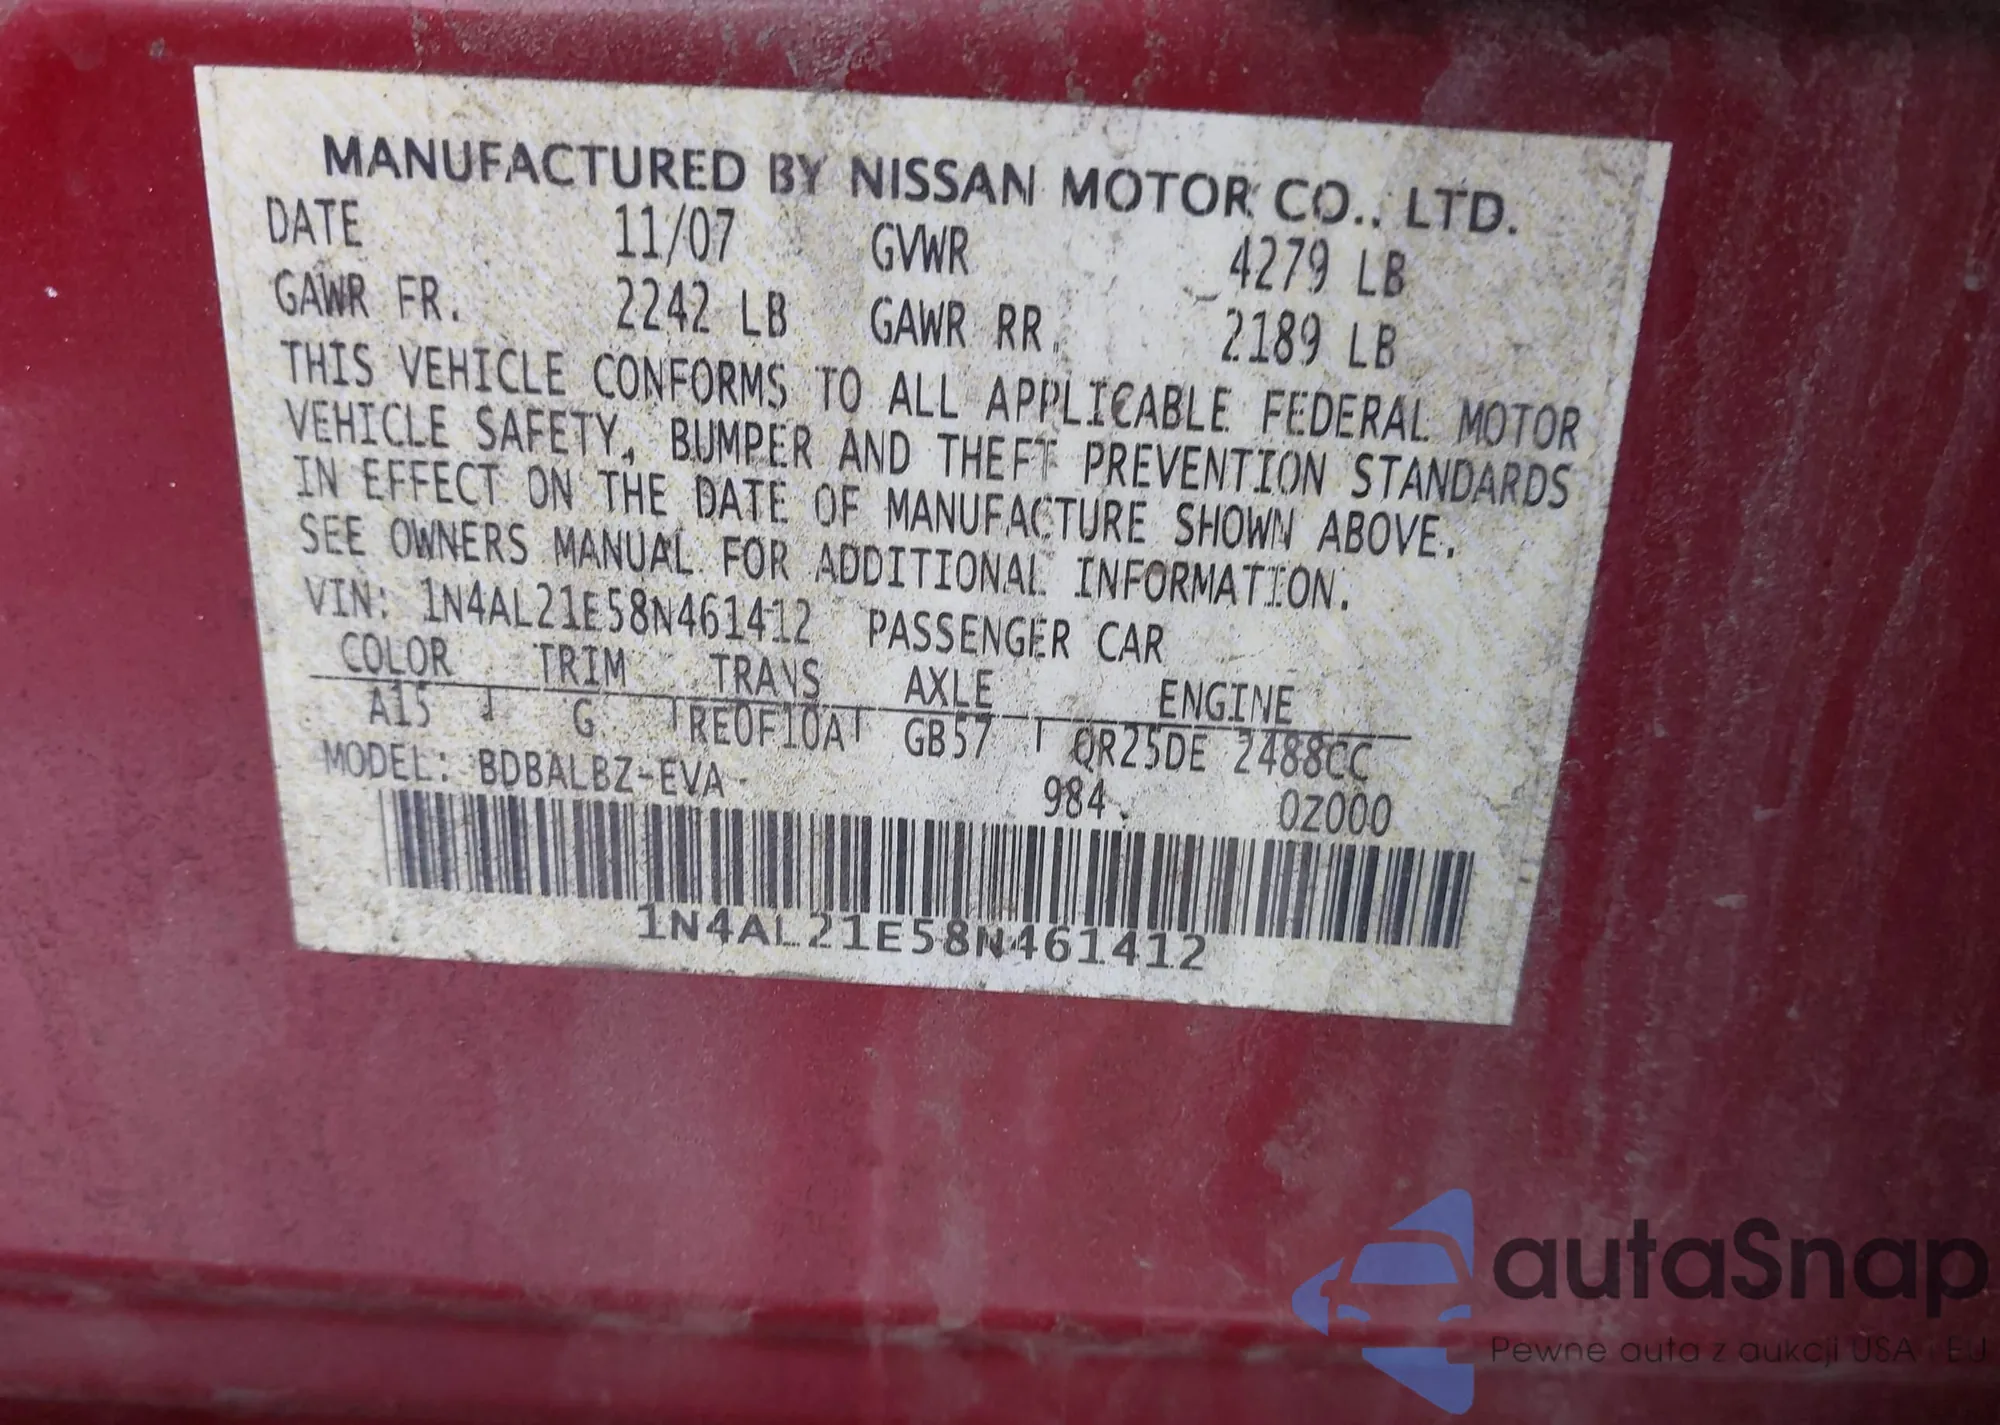 MANUFACTURED BY NISSAN MOTOR CO., LTD.
DATE 11/07 GVWR 4279 LB
GAWR FR. 2242 LB GAWR RR. 2189 LB
THIS VEHICLE CONFORMS TO ALL APPLICABLE FEDERAL MOTOR
VEHICLE SAFETY, BUMPER AND THEFT PREVENTION STANDARDS
IN EFFECT ON THE DATE OF MANUFACTURE SHOWN ABOVE.
SEE OWNERS MANUAL FOR ADDITIONAL INFORMATION.
VIN: 1N4AL21E58N461412 PASSENGER CAR
COLOR TRIM TRANS AXLE ENGINE
A15 G RE0F10A GB57 QR25DE 2488CC
MODEL: BDBALBZ-EVA 984 0Z000
1N4AL21E58N461412
autaSnap
Pewne auta z aukcji USA i EU